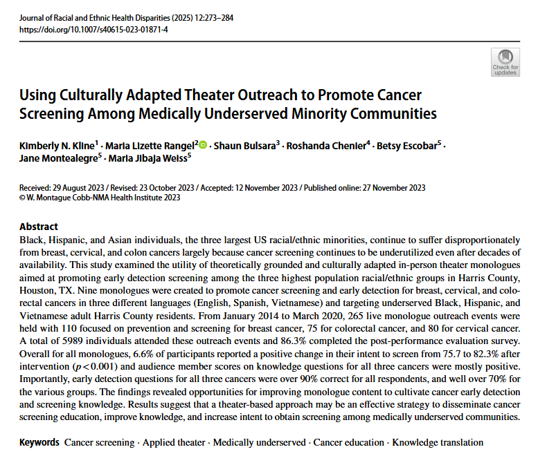 Journal of Racial and Ethnic Health Disparities (2025) 12:273–284
https://doi.org/10.1007/s40615-023-01871-4
Check for
updates
Using Culturally Adapted Theater Outreach to Promote Cancer
Screening Among Medically Underserved Minority Communities
Kimberly N. Kline1 · Maria Lizette Rangel2 · Shaun Bulsara3 · Roshanda Chenier4 · Betsy Escobar5 ·
Jane Montealegre5 · Maria Jibaja Weiss5
Received: 29 August 2023 / Revised: 23 October 2023 / Accepted: 12 November 2023 / Published online: 27 November 2023
© W. Montague Cobb-NMA Health Institute 2023
Abstract
Black, Hispanic, and Asian individuals, the three largest US racial/ethnic minorities, continue to suffer disproportionately
from breast, cervical, and colon cancers largely because cancer screening continues to be underutilized even after decades of
availability. This study examined the utility of theoretically grounded and culturally adapted in-person theater monologues
aimed at promoting early detection screening among the three highest population racial/ethnic groups in Harris County,
Houston, TX. Nine monologues were created to promote cancer screening and early detection for breast, cervical, and colo-
rectal cancers in three different languages (English, Spanish, Vietnamese) and targeting underserved Black, Hispanic, and
Vietnamese adult Harris County residents. From January 2014 to March 2020, 265 live monologue outreach events were
held with 110 focused on prevention and screening for breast cancer, 75 for colorectal cancer, and 80 for cervical cancer.
A total of 5989 individuals attended these outreach events and 86.3% completed the post-performance evaluation survey.
Overall for all monologues, 6.6% of participants reported a positive change in their intent to screen from 75.7 to 82.3% after
intervention (p < 0.001) and audience member scores on knowledge questions for all three cancers were mostly positive.
Importantly, early detection questions for all three cancers were over 90% correct for all respondents, and well over 70% for
the various groups. The findings revealed opportunities for improving monologue content to cultivate cancer early detection
and screening knowledge. Results suggest that a theater-based approach may be an effective strategy to disseminate cancer
screening education, improve knowledge, and increase intent to obtain screening among medically underserved communities.
Keywords Cancer screening · Applied theater · Medically underserved · Cancer education · Knowledge translation